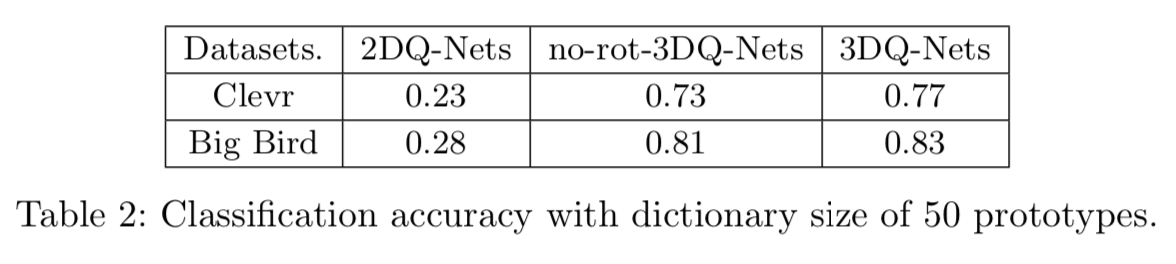 Datasets. 2DQ-Nets no-rot-3DQ-Nets 3DQ-Nets
Clevr 0.23 0.73 0.77
Big Bird 0.28 0.81 0.83
Table 2: Classification accuracy with dictionary size of 50 prototypes.